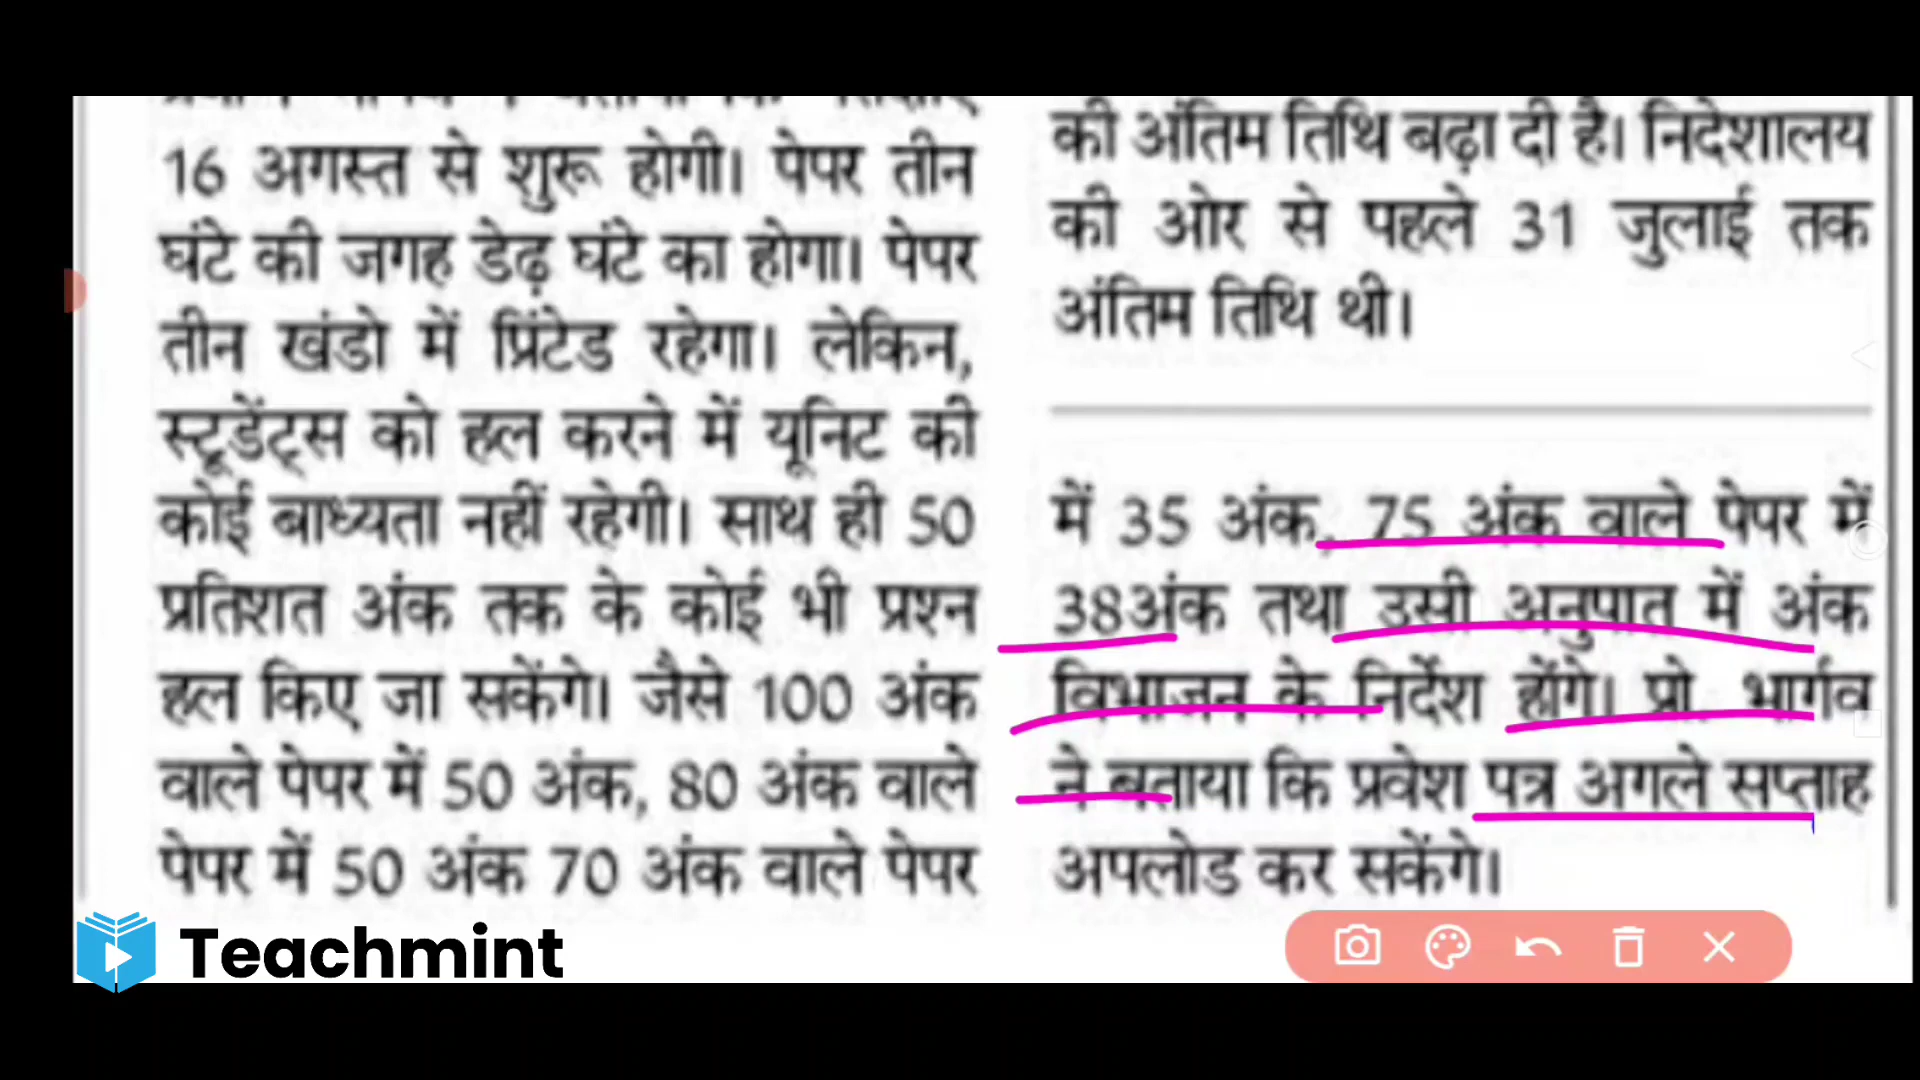 16 अगस्त से शुरू होगी। पेपर तीन
घंटे की जगह डेढ़ घंटे का होगा। पेपर
तीन खंडो में प्रिंटेड रहेगा। लेकिन,
स्टूडेंट्स को हल करने में यूनिट की
कोई बाध्यता नहीं रहेगी। साथ ही 50
प्रतिशत अंक तक के कोई भी प्रश्न
हल किए जा सकेंगे। जैसे 100 अंक
वाले पेपर में 50 अंक, 80 अंक वाले
पेपर में 50 अंक 70 अंक वाले पेपर
की अंतिम तिथि बढ़ा दी है। निदेशालय
की ओर से पहले 31 जुलाई तक
अंतिम तिथि थी।
में 35 अंक, 75 अंक वाले पेपर में
38अंक तथा उसी अनुपात में अंक
विभाजन के निर्देश होंगे। प्रो. भार्गव
ने बताया कि प्रवेश पत्र अगले सप्ताह
अपलोड कर सकेंगे।
Teachmint